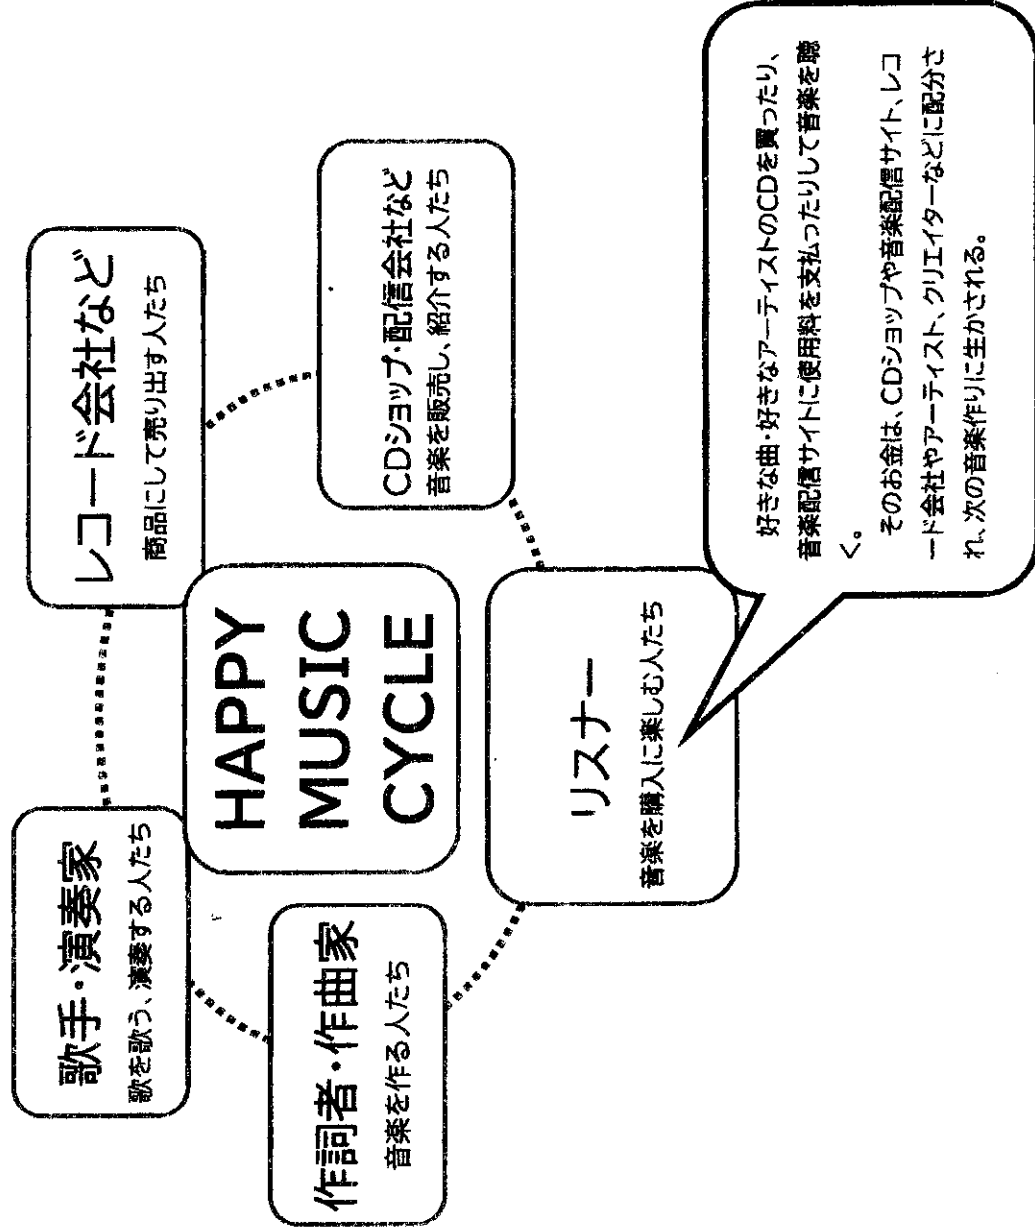 歌手・演奏家
歌を歌う、演奏する人たち
レコード会社など
商品にして売り出す人たち
作詞者・作曲家
音楽を作る人たち
HAPPY
MUSIC
CYCLE
CDショップ・配信会社など
音楽を販売し、紹介する人たち
リスナー
音楽を購入に楽しむ人たち
好きな曲・好きなアーティストのCDを買ったり、
音楽配信サイトに使用料を支払ったりして音楽を聴
く。
そのお金は、CDショップや音楽配信サイト、レコ
ード会社やアーティスト、クリエイターなどに配分さ
れ、次の音楽作りに生かされる。